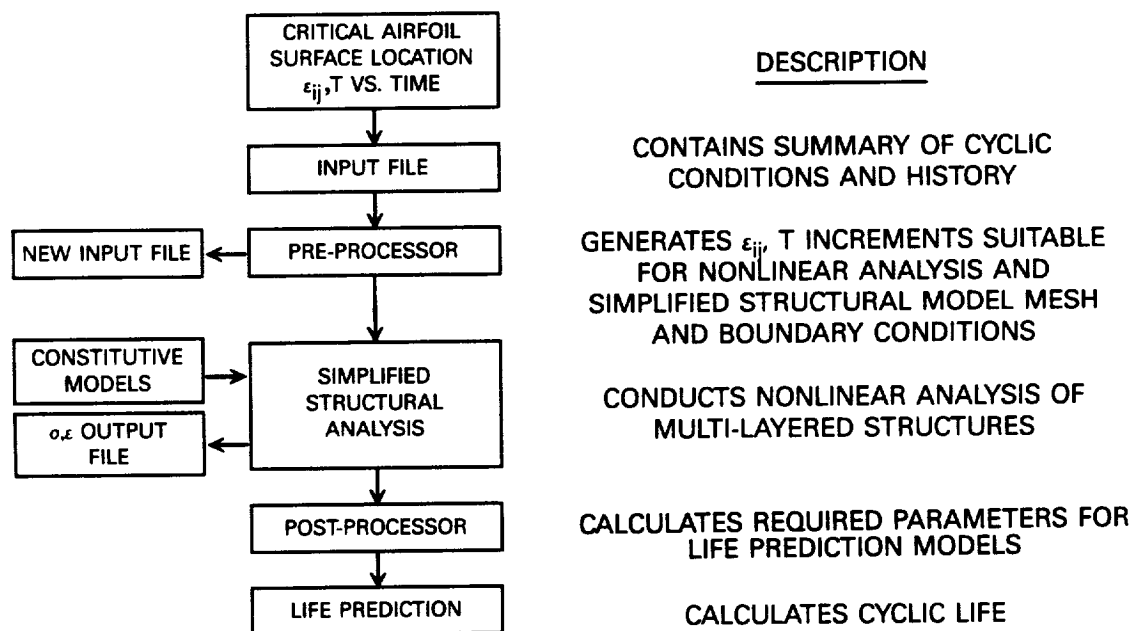 CRITICAL AIRFOIL
SURFACE LOCATION
εij,T VS. TIME
DESCRIPTION
INPUT FILE
CONTAINS SUMMARY OF CYCLIC
CONDITIONS AND HISTORY
NEW INPUT FILE
PRE-PROCESSOR
GENERATES εij, T INCREMENTS SUITABLE
FOR NONLINEAR ANALYSIS AND
SIMPLIFIED STRUCTURAL MODEL MESH
AND BOUNDARY CONDITIONS
CONSTITUTIVE
MODELS
σ,ε OUTPUT
FILE
SIMPLIFIED
STRUCTURAL
ANALYSIS
CONDUCTS NONLINEAR ANALYSIS OF
MULTI-LAYERED STRUCTURES
POST-PROCESSOR
CALCULATES REQUIRED PARAMETERS FOR
LIFE PREDICTION MODELS
LIFE PREDICTION
CALCULATES CYCLIC LIFE